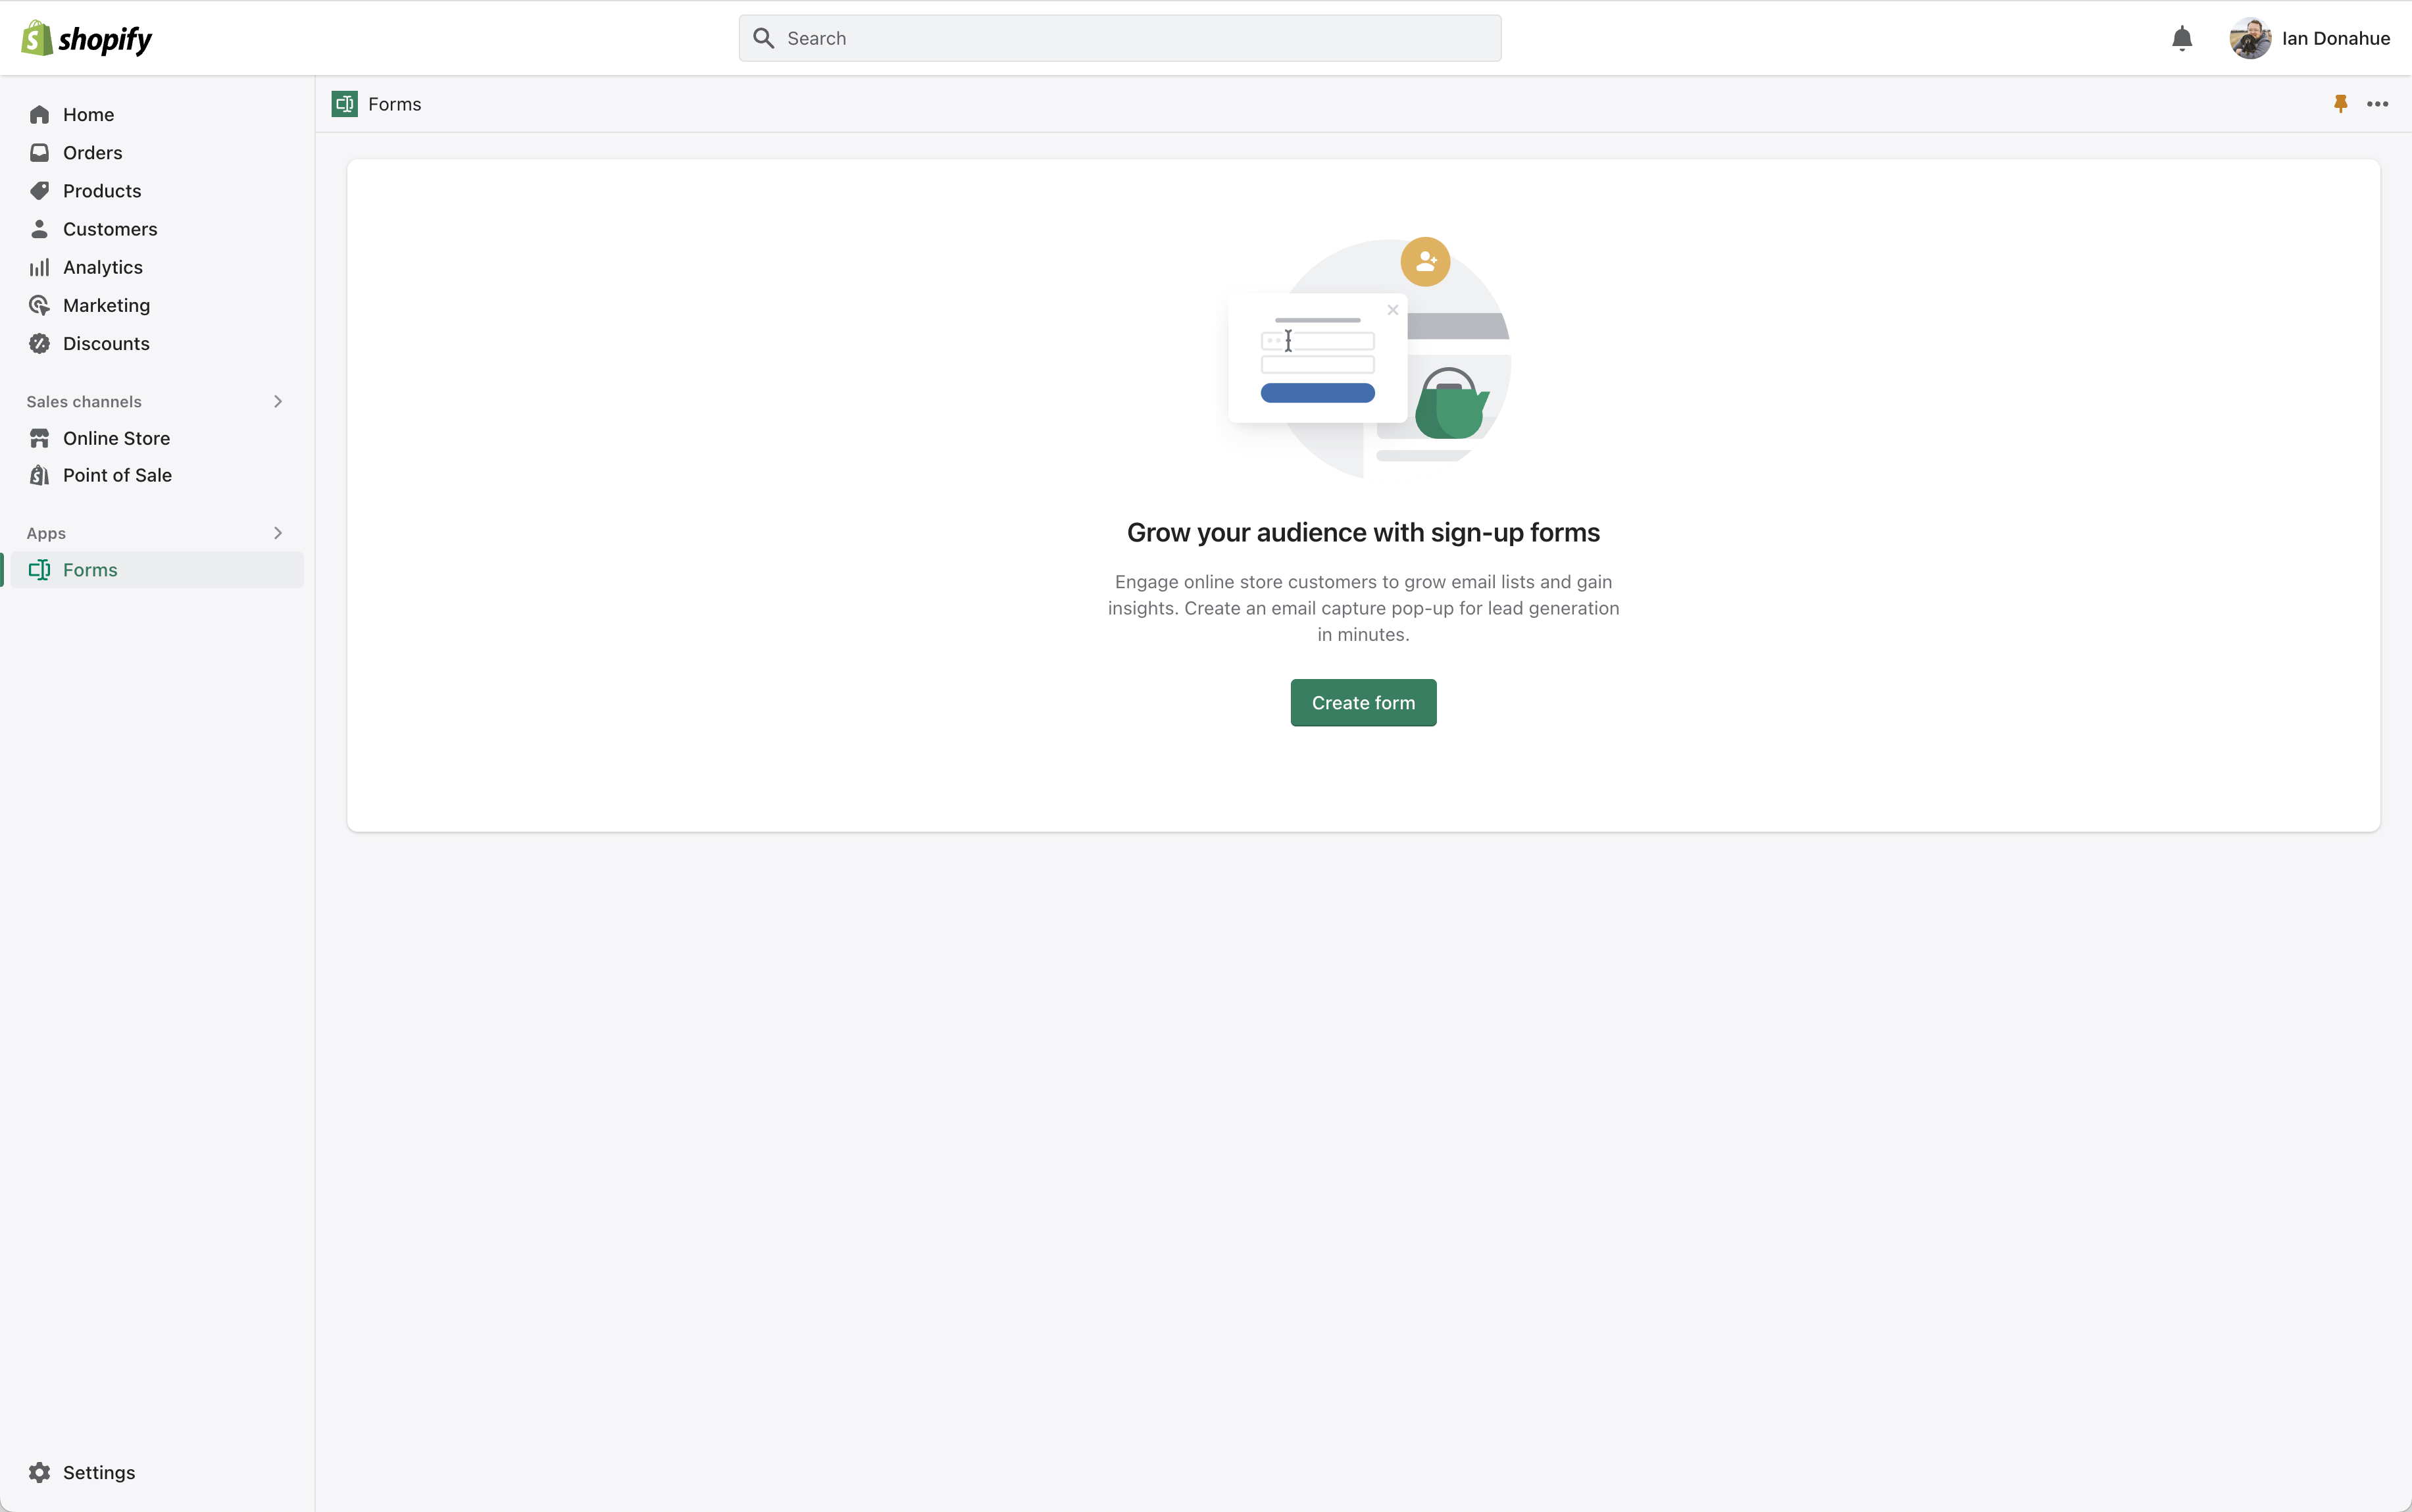 shopify
Search
Ian Donahue
Home
Orders
Products
Customers
Analytics
Marketing
Discounts
Sales channels
Online Store
Point of Sale
Apps
Forms
Settings
Forms
Grow your audience with sign-up forms
Engage online store customers to grow email lists and gain
insights. Create an email capture pop-up for lead generation
in minutes.
Create form